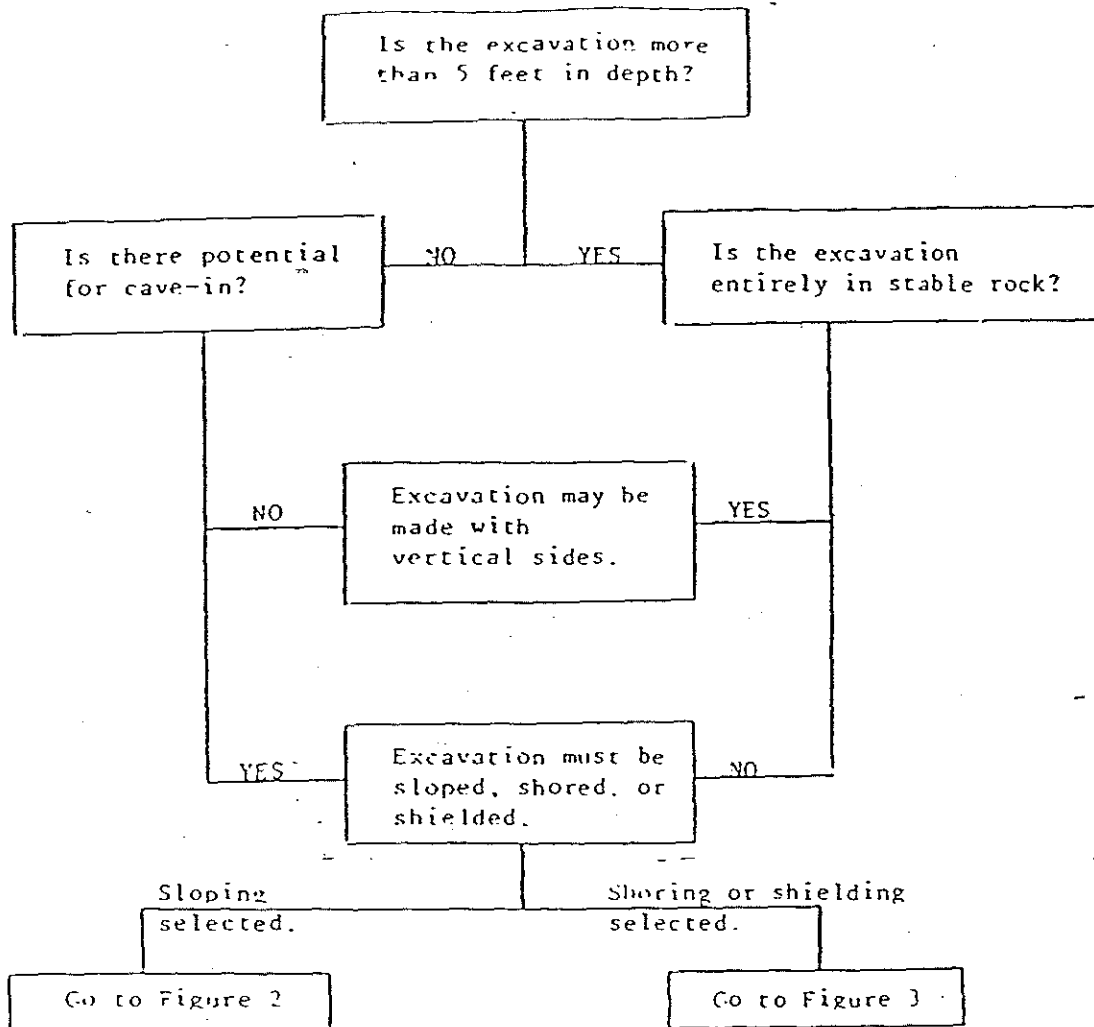 Is the excavation more
than 5 feet in depth?
Is there potential
for cave-in?
NO
YES
Is the excavation
entirely in stable rock?
NO
Excavation may be
made with
vertical sides.
YES
YES
Excavation must be
sloped, shored, or
shielded.
NO
Sloping
selected.
Shoring or shielding
selected.
Go to Figure 2
Go to Figure 3